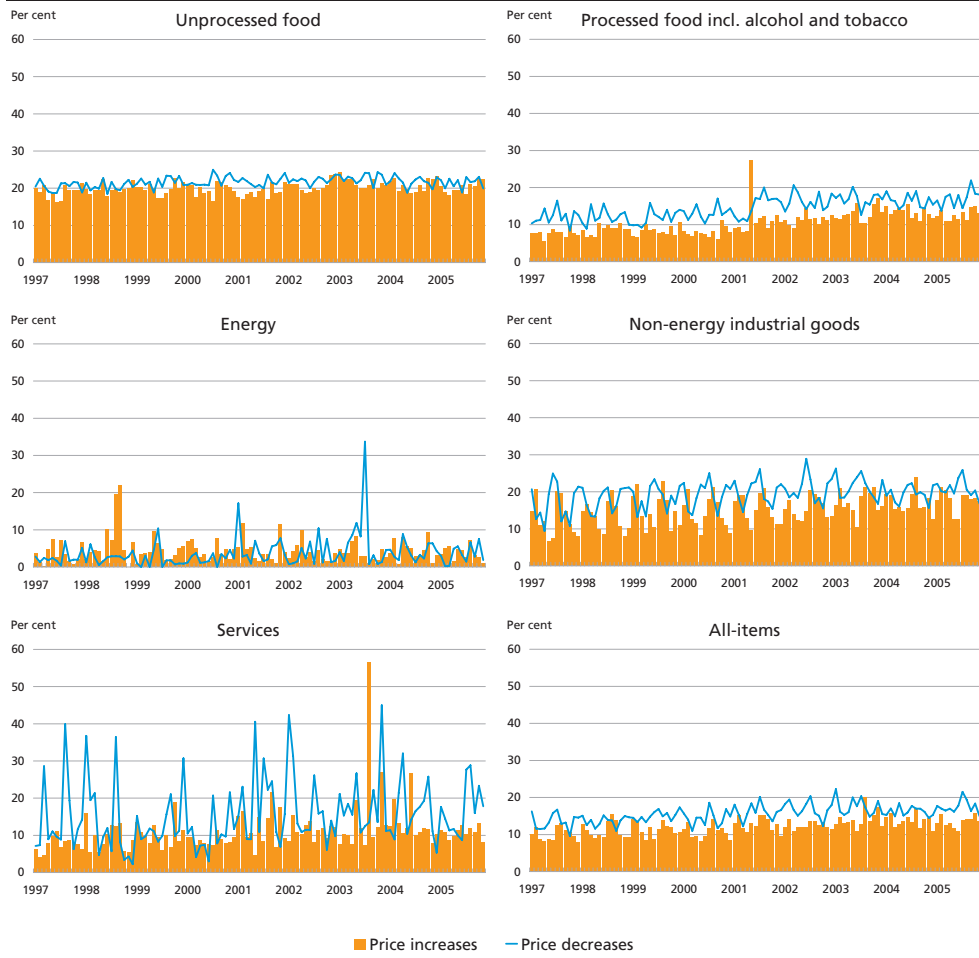 Per cent
Unprocessed food
60
50
40
30
20
10
0
1997 1998 1999 2000 2001 2002 2003 2004 2005
Per cent
Processed food incl. alcohol and tobacco
60
50
40
30
20
10
0
1997 1998 1999 2000 2001 2002 2003 2004 2005
Per cent
Energy
60
50
40
30
20
10
0
1997 1998 1999 2000 2001 2002 2003 2004 2005
Per cent
Non-energy industrial goods
60
50
40
30
20
10
0
1997 1998 1999 2000 2001 2002 2003 2004 2005
Per cent
Services
60
50
40
30
20
10
0
1997 1998 1999 2000 2001 2002 2003 2004 2005
Per cent
All-items
60
50
40
30
20
10
0
1997 1998 1999 2000 2001 2002 2003 2004 2005
Price increases Price decreases